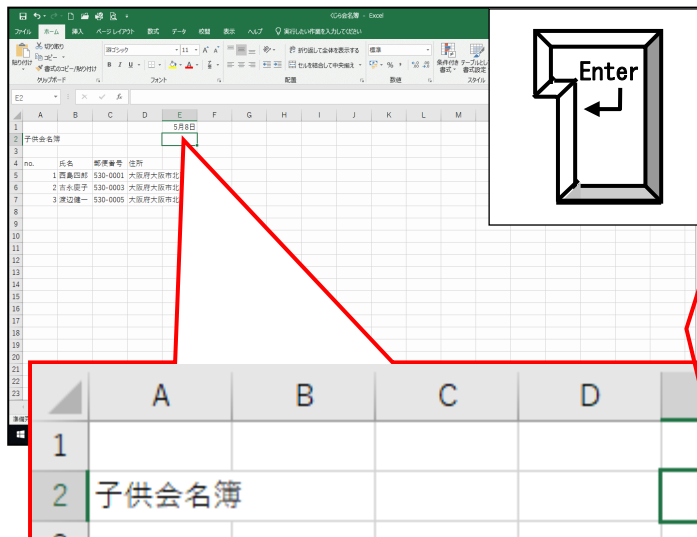 くらぶ名簿 - Excel
ファイル ホーム 挿入 ページ レイアウト 数式 データ 校閲 表示 ヘルプ 実行したい作業を入力してください
貼り付け
切り取り
コピー
書式のコピー/貼り付け
クリップボード
游ゴシック 11 A A
B I U A
フォント
折り返して全体を表示する
セルを結合して中央揃え
配置
標準
% ,
数値
条件付き書式
テーブルとし
書式設定
スタイル
E2 fx
A B C D E F G H I J K L M
1 5月8日
2 子供会名簿
3
4 no. 氏名 郵便番号 住所
5 1 西島四郎 530-0001 大阪府大阪市北
6 2 吉永慶子 530-0003 大阪府大阪市北
7 3 渡辺健一 530-0005 大阪府大阪市北
8
9
10
11
12
13
14
15
16
17
18
19
20
21
22
23
Enter
A B C D
1
2 子供会名簿